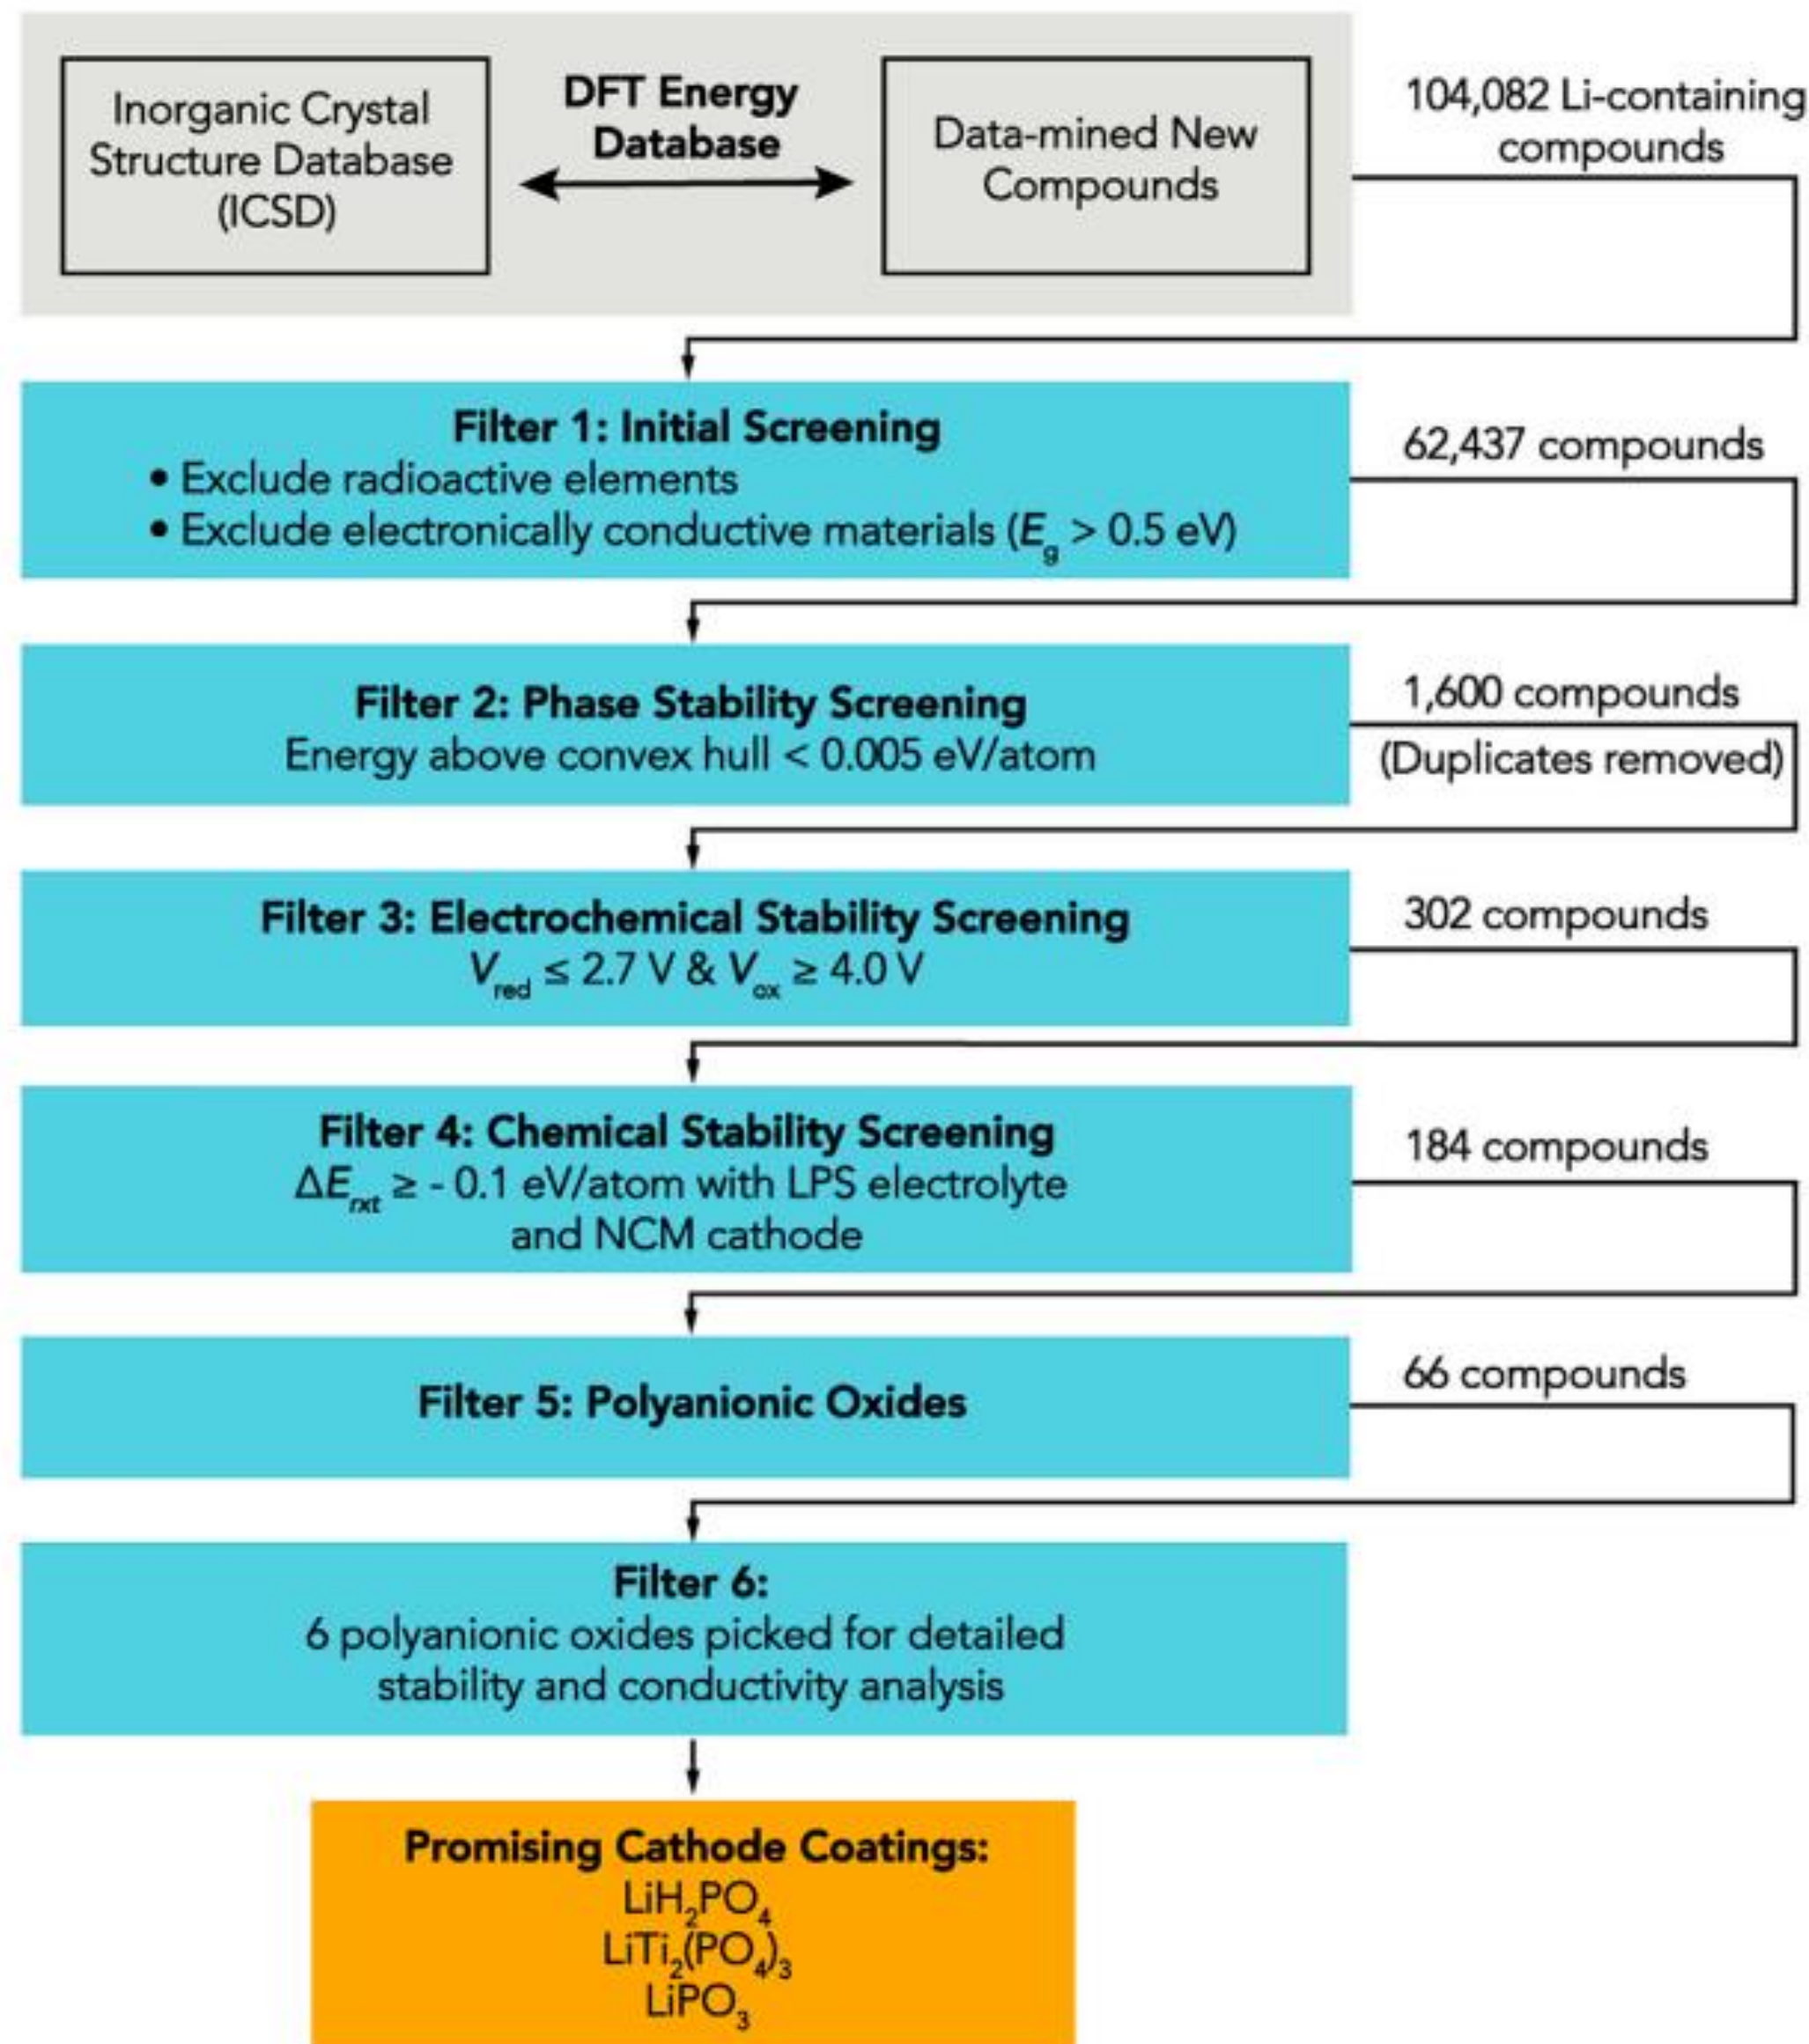 Inorganic Crystal
Structure Database
(ICSD)
DFT Energy
Database
Data-mined New
Compounds
104,082 Li-containing
compounds
Filter 1: Initial Screening
• Exclude radioactive elements
• Exclude electronically conductive materials (E_g > 0.5 eV)
62,437 compounds
Filter 2: Phase Stability Screening
Energy above convex hull < 0.005 eV/atom
1,600 compounds
(Duplicates removed)
Filter 3: Electrochemical Stability Screening
V_red ≤ 2.7 V & V_ox ≥ 4.0 V
302 compounds
Filter 4: Chemical Stability Screening
ΔE_rxt ≥ - 0.1 eV/atom with LPS electrolyte
and NCM cathode
184 compounds
Filter 5: Polyanionic Oxides
66 compounds
Filter 6:
6 polyanionic oxides picked for detailed
stability and conductivity analysis
Promising Cathode Coatings:
LiH₂PO₄
LiTi₂(PO₄)₃
LiPO₃